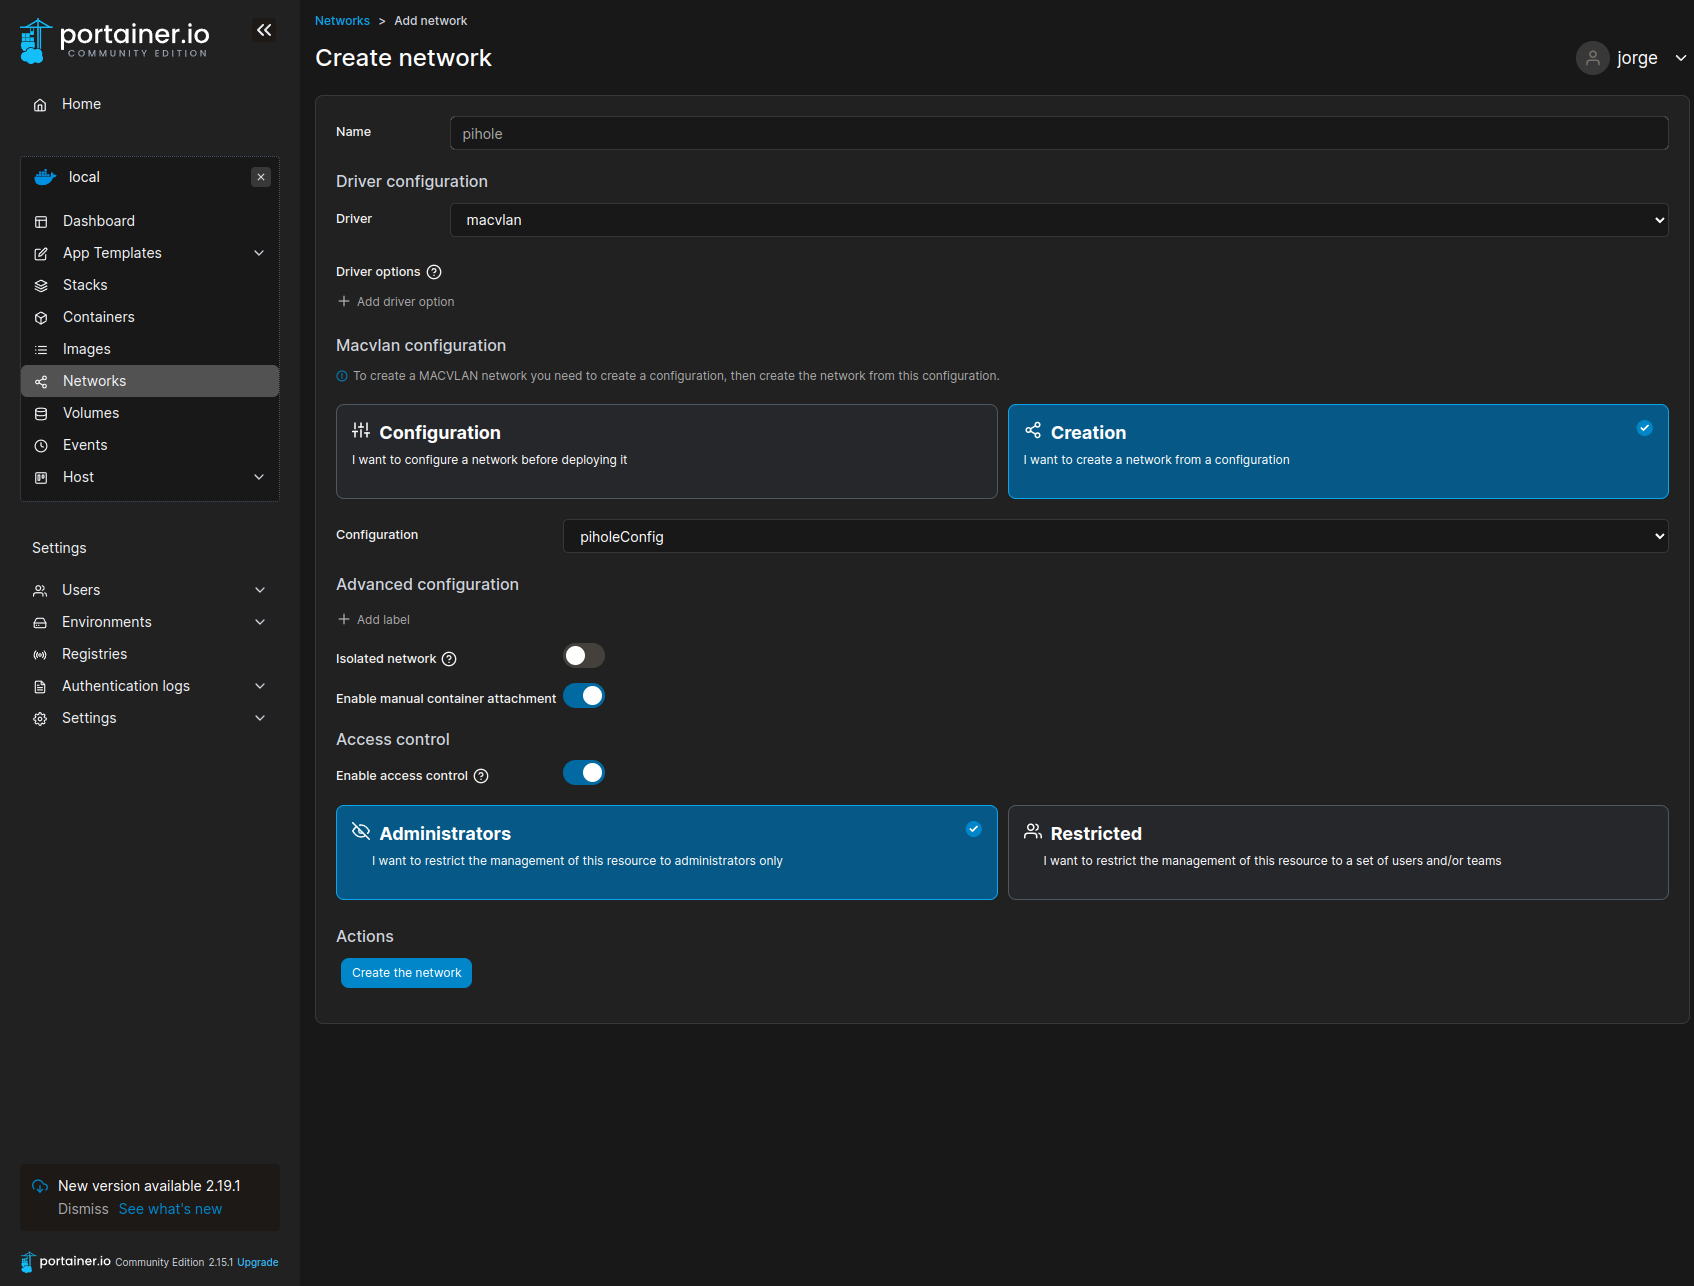 portainer.io
COMMUNITY EDITION
Home
local
Dashboard
App Templates
Stacks
Containers
Images
Networks
Volumes
Events
Host
Settings
Users
Environments
Registries
Authentication logs
Settings
New version available 2.19.1
Dismiss See what's new
portainer.io Community Edition 2.15.1 Upgrade
Networks > Add network
Create network
jorge
Name pihole
Driver configuration
Driver macvlan
Driver options ?
+ Add driver option
Macvlan configuration
To create a MACVLAN network you need to create a configuration, then create the network from this configuration.
Configuration
I want to configure a network before deploying it
Creation
I want to create a network from a configuration
Configuration piholeConfig
Advanced configuration
+ Add label
Isolated network ?
Enable manual container attachment
Access control
Enable access control ?
Administrators
I want to restrict the management of this resource to administrators only
Restricted
I want to restrict the management of this resource to a set of users and/or teams
Actions
Create the network